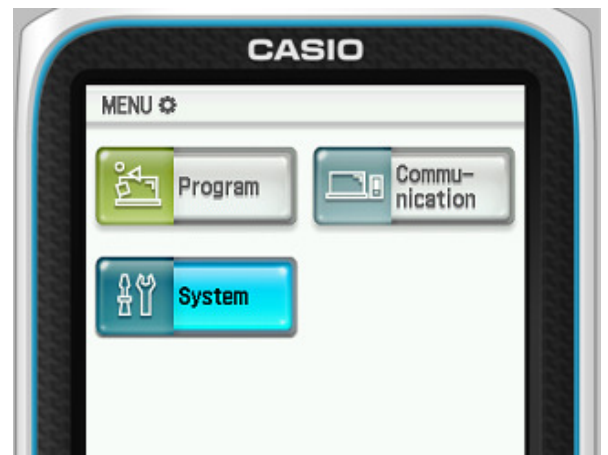 CASIO
MENU
Program
Commu-
nication
System